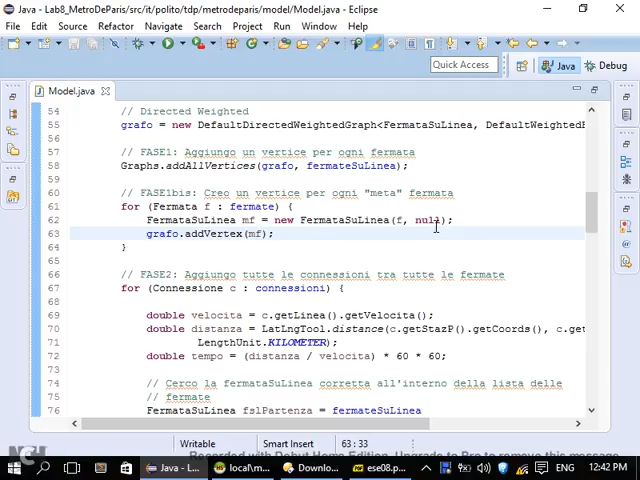 Java - Lab8_MetroDeParis/src/it/polito/tdp/metrodeparis/model/Model.java - Eclipse
File Edit Source Refactor Navigate Search Project Run Window Help
Quick Access
Java
Debug
Model.java
54 // Directed Weighted
55 grafo = new DefaultDirectedWeightedGraph<FermataSuLinea, DefaultWeightedE
56
57 // FASE1: Aggiungo un vertice per ogni fermata
58 Graphs.addAllVertices(grafo, fermateSuLinea);
59
60 // FASE1bis: Creo un vertice per ogni "meta" fermata
61 for (Fermata f : fermate) {
62 FermataSuLinea mf = new FermataSuLinea(f, null);
63 grafo.addVertex(mf);
64 }
65
66 // FASE2: Aggiungo tutte le connessioni tra tutte le fermate
67 for (Connessione c : connessioni) {
68
69 double velocita = c.getLinea().getVelocita();
70 double distanza = LatLngTool.distance(c.getStazP().getCoords(), c.get
71 LengthUnit.KILOMETER);
72 double tempo = (distanza / velocita) * 60 * 60;
73
74 // Cerco la fermataSuLinea corretta all'interno della lista delle
75 // fermate
76 FermataSuLinea fslPartenza = fermateSuLinea
Writable
Smart Insert
63 : 33
Recorded with Debut Home Edition. Upgrade to Pro to remove this message
Java - L...
local\m...
Downlo...
ese08.p...
ENG
12:42 PM